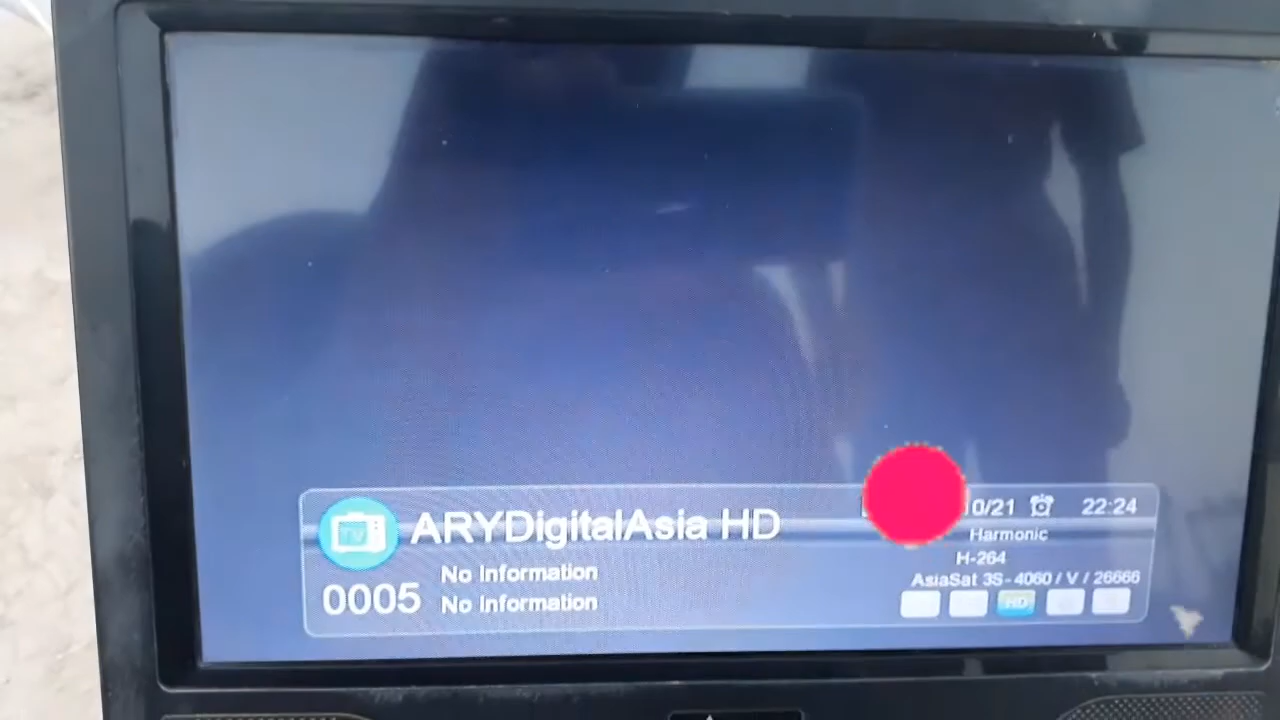 ARYDigitalAsia HD
0005
No Information
No Information
0/21
22:24
Harmonic
H-264
AsiaSat 3S-4060 / V / 26666
HD